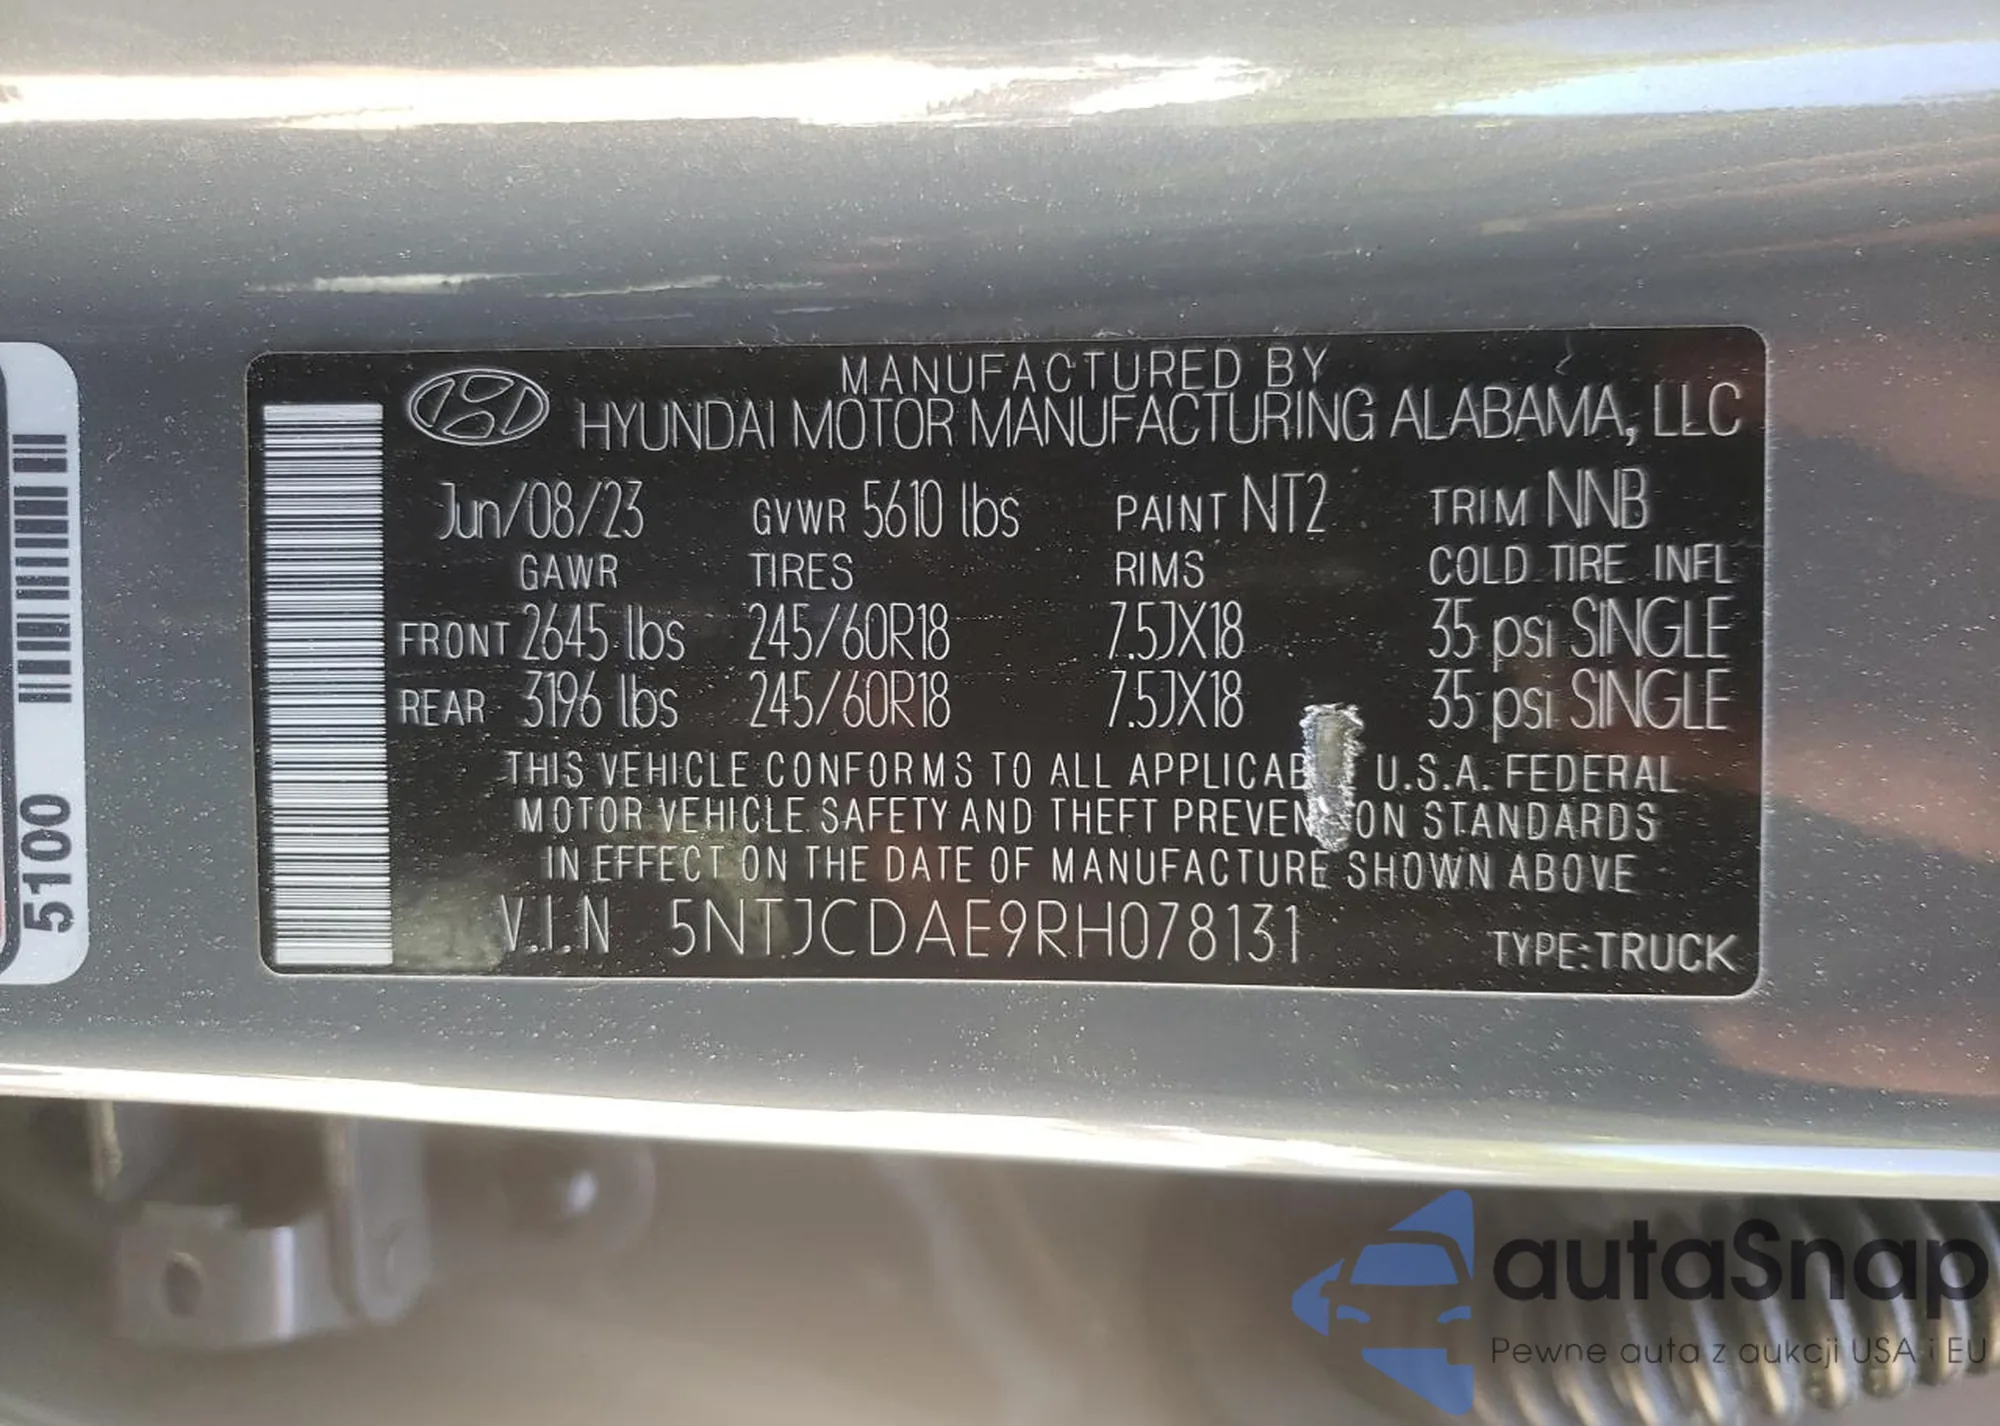 MANUFACTURED BY
HYUNDAI MOTOR MANUFACTURING ALABAMA, LLC
Jun/08/23 GVWR 5610 lbs PAINT NT2 TRIM NNB
GAWR TIRES RIMS COLD TIRE INFL
FRONT 2645 lbs 245/60R18 7.5JX18 35 psi SINGLE
REAR 3196 lbs 245/60R18 7.5JX18 35 psi SINGLE
THIS VEHICLE CONFORMS TO ALL U.S.A. FEDERAL
MOTOR VEHICLE SAFETY AND THEFT STANDARDS
IN EFFECT ON THE DATE OF MANUFACTURE SHOWN ABOVE
V.I.N 5NTJCDAE9RH078131 TYPE:TRUCK
5100
autaSnap
Pewne auta z aukcji USA i EU